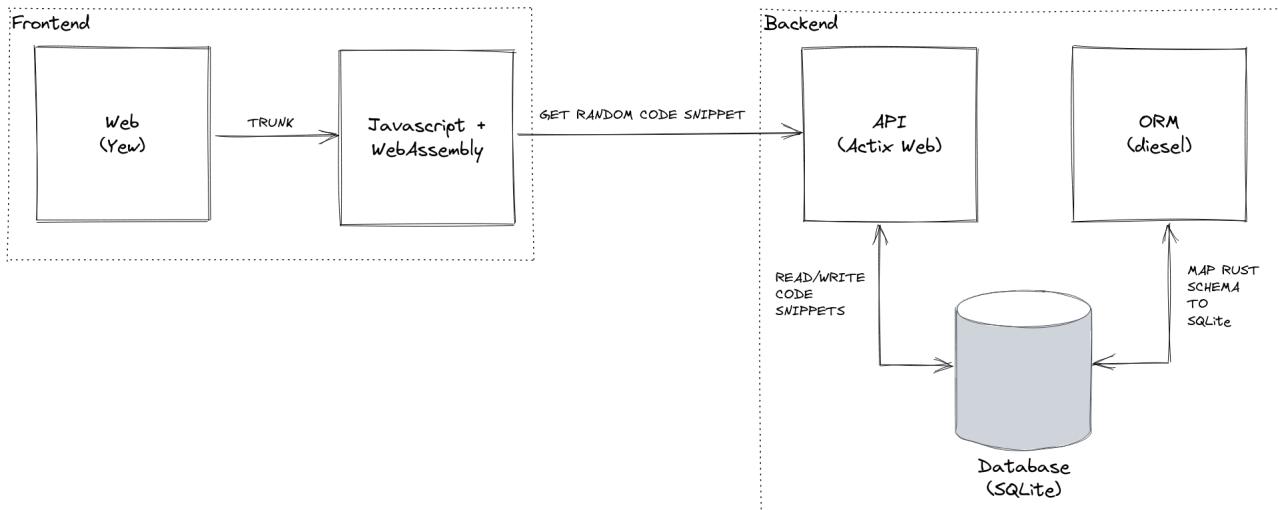 Frontend
Web
(Yew)
TRUNK
Javascript +
WebAssembly
GET RANDOM CODE SNIPPET
Backend
API
(Actix Web)
ORM
(diesel)
READ/WRITE
CODE
SNIPPETS
MAP RUST
SCHEMA
TO
SQLite
Database
(SQLite)